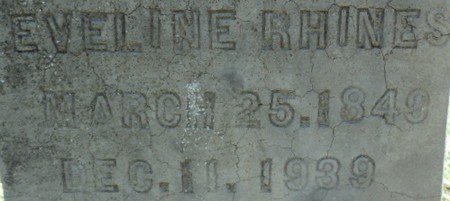 EVELINE RHINES
MARCH 25.1849
DEC. 11. 1939